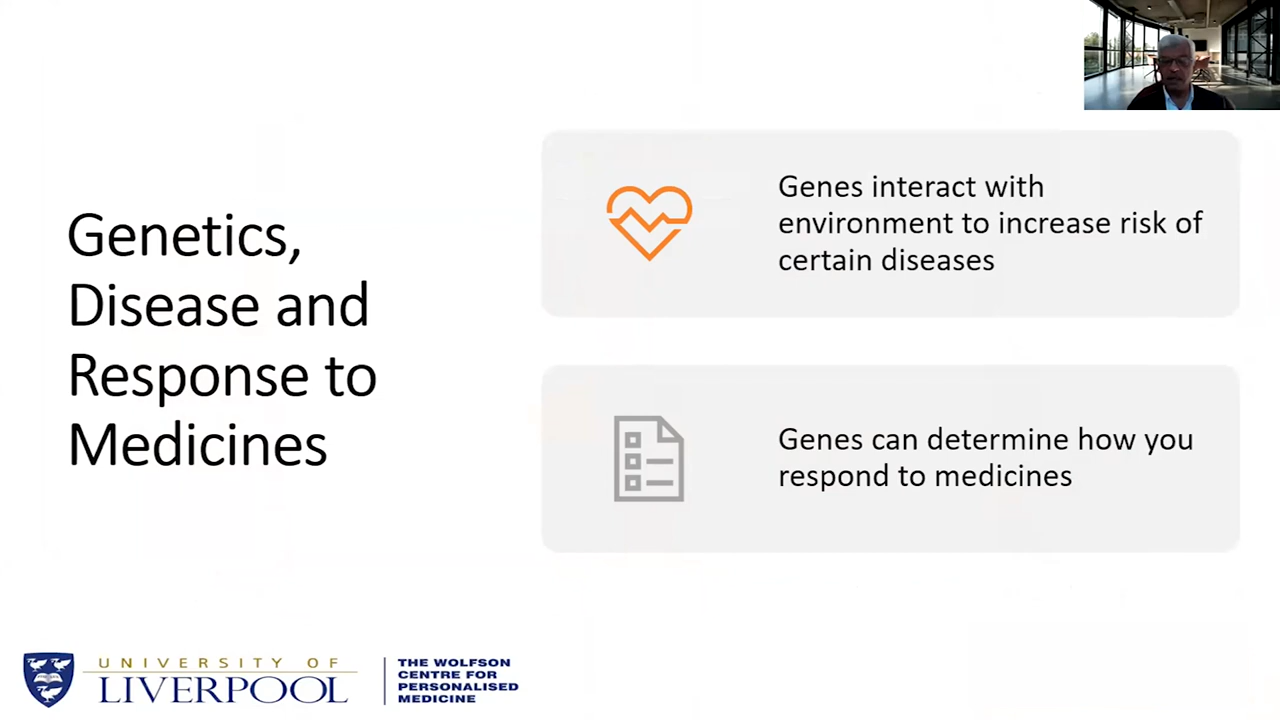 Genetics,
Disease and
Response to
Medicines
Genes interact with
environment to increase risk of
certain diseases
Genes can determine how you
respond to medicines
UNIVERSITY OF
LIVERPOOL
THE WOLFSON
CENTRE FOR
PERSONALISED
MEDICINE